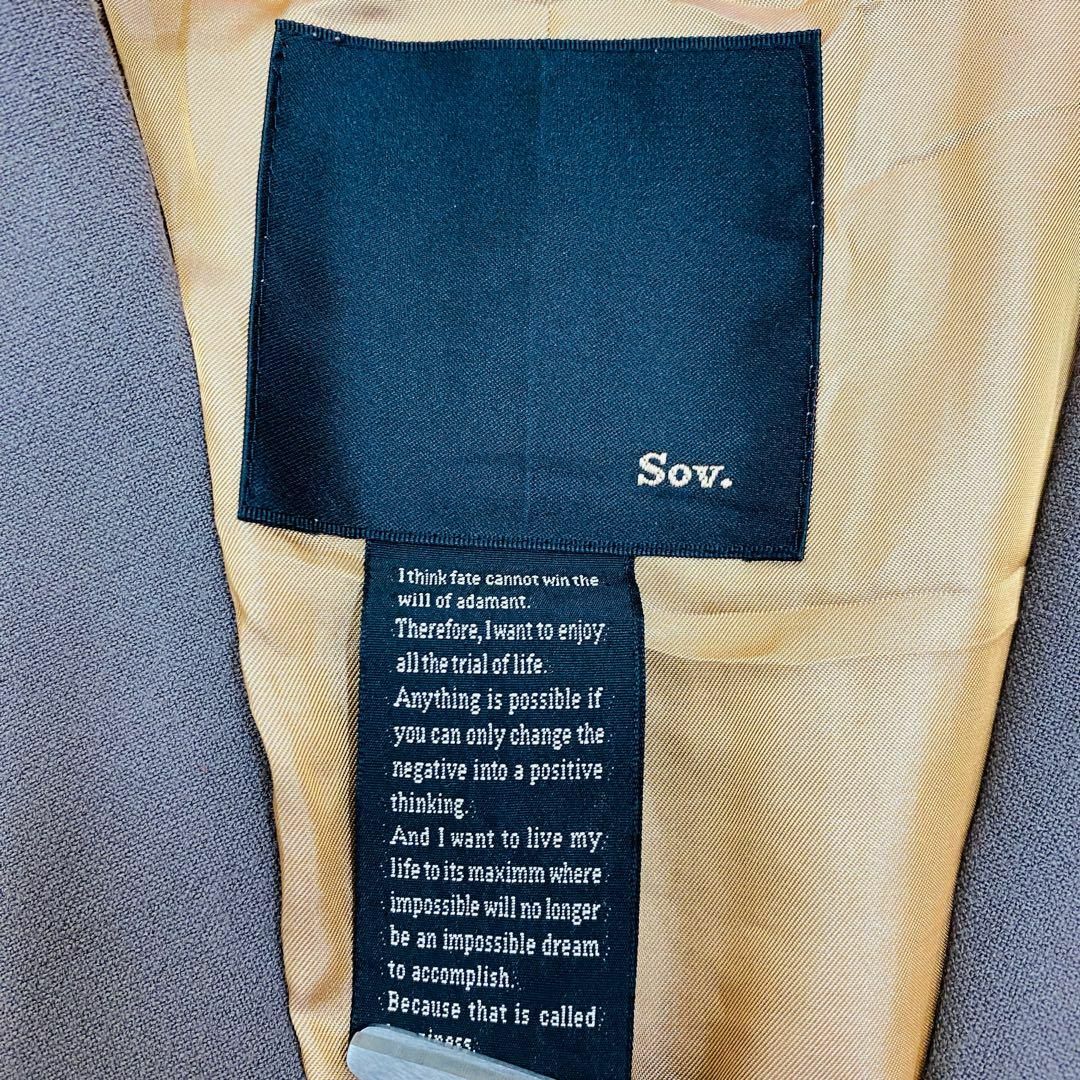 Sov.
I think fate cannot win the
will of adamant.
Therefore, I want to enjoy
all the trial of life.
Anything is possible if
you can only change the
negative into a positive
thinking.
And I want to live my
life to its maximm where
impossible will no longer
be an impossible dream
to accomplish.
Because that is called